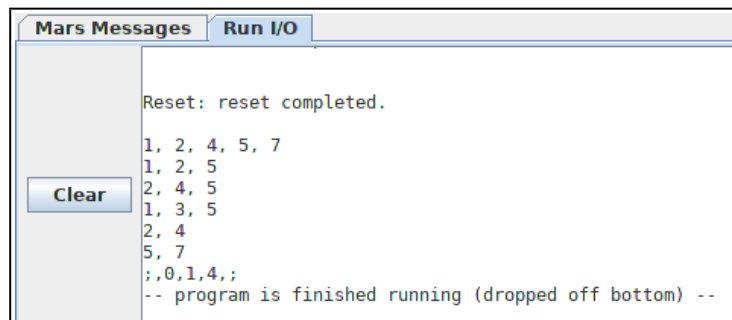 Mars Messages Run I/O
Reset: reset completed.
1, 2, 4, 5, 7
1, 2, 5
2, 4, 5
1, 3, 5
2, 4
5, 7
;,0,1,4,;
-- program is finished running (dropped off bottom) --
Clear